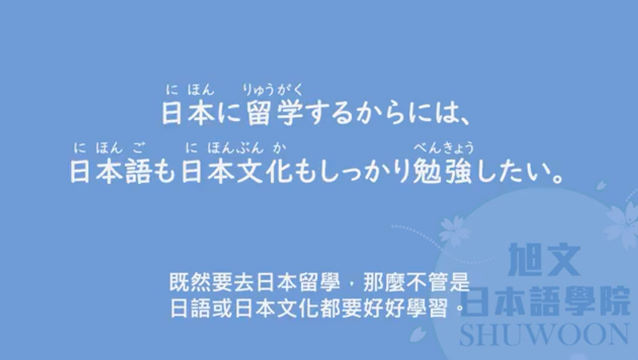 に ほん りゅうがく
日本に留学するからには、
に ほん ご に ほんぶん か べんきょう
日本語も日本文化もしっかり勉強したい。
既然要去日本留學，那麼不管是
日語或日本文化都要好好學習。
旭文
日本語學院
SHUWOON